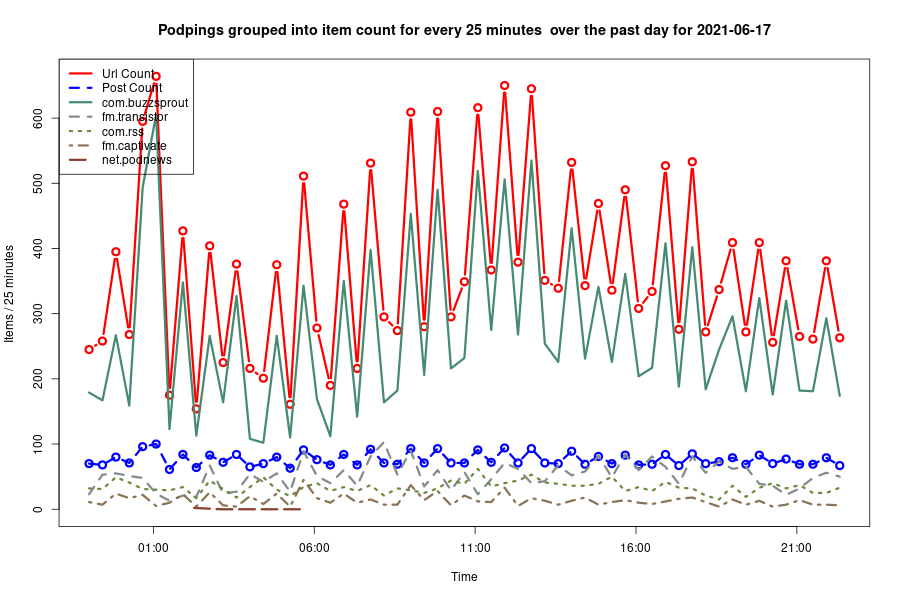 Podpings grouped into item count for every 25 minutes  over the past day for 2021-06-17
Url Count
Post Count
com.buzzsprout
fm.transistor
com.rss
fm.captivate
net.podnews
600
500
400
300
200
100
0
Items / 25 minutes
01:00
06:00
11:00
16:00
21:00
Time